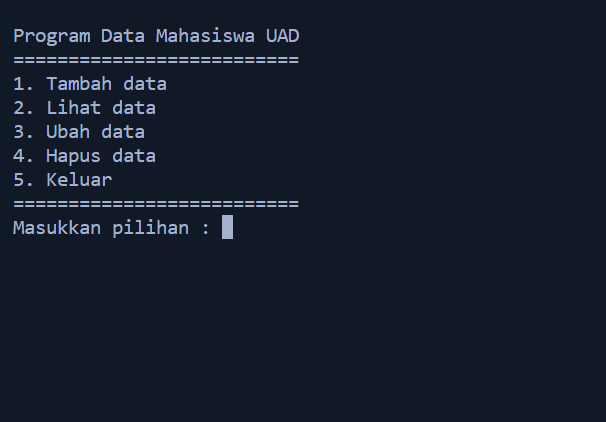 Program Data Mahasiswa UAD
==========================
1. Tambah data
2. Lihat data
3. Ubah data
4. Hapus data
5. Keluar
==========================
Masukkan pilihan :